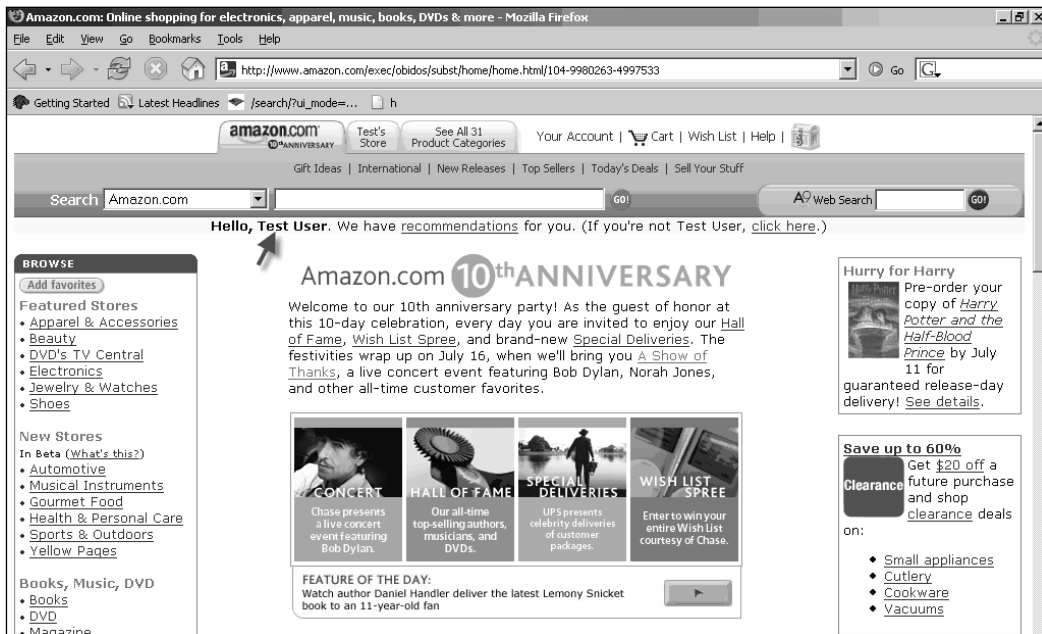 Amazon.com: Online shopping for electronics, apparel, music, books, DVDs & more - Mozilla Firefox
File Edit View Go Bookmarks Tools Help
http://www.amazon.com/exec/obidos/subst/home/home.html/104-9980263-4997533
Go
G
Getting Started Latest Headlines /search/?ui_mode=... h
amazon.com
10th ANNIVERSARY
Test's Store
See All 31 Product Categories
Your Account | Cart | Wish List | Help |
Gift Ideas | International | New Releases | Top Sellers | Today's Deals | Sell Your Stuff
Search Amazon.com GO! A9 Web Search GO!
Hello, Test User. We have recommendations for you. (If you're not Test User, click here.)
BROWSE
Add favorites
Featured Stores
• Apparel & Accessories
• Beauty
• DVD's TV Central
• Electronics
• Jewelry & Watches
• Shoes
New Stores
In Beta (What's this?)
• Automotive
• Musical Instruments
• Gourmet Food
• Health & Personal Care
• Sports & Outdoors
• Yellow Pages
Books, Music, DVD
• Books
• DVD
• Magazine
Amazon.com 10th ANNIVERSARY
Welcome to our 10th anniversary party! As the guest of honor at
this 10-day celebration, every day you are invited to enjoy our Hall
of Fame, Wish List Spree, and brand-new Special Deliveries. The
festivities wrap up on July 16, when we'll bring you A Show of
Thanks, a live concert event featuring Bob Dylan, Norah Jones,
and other all-time customer favorites.
CONCERT
Chase presents
a live concert
event featuring
Bob Dylan.
HALL OF FAME
Our all-time
top-selling authors,
musicians, and
DVDs.
SPECIAL
DELIVERIES
UPS presents
celebrity deliveries
of customer
packages.
WISH LIST
SPREE
Enter to win your
entire Wish List
courtesy of Chase.
FEATURE OF THE DAY:
Watch author Daniel Handler deliver the latest Lemony Snicket
book to an 11-year-old fan
Hurry for Harry
Harry Potter
Pre-order your
copy of Harry
Potter and the
Half-Blood
Prince by July
11 for
guaranteed release-day
delivery! See details.
Save up to 60%
Clearance
Get $20 off a
future purchase
and shop
clearance deals
on:
♦ Small appliances
♦ Cutlery
♦ Cookware
♦ Vacuums